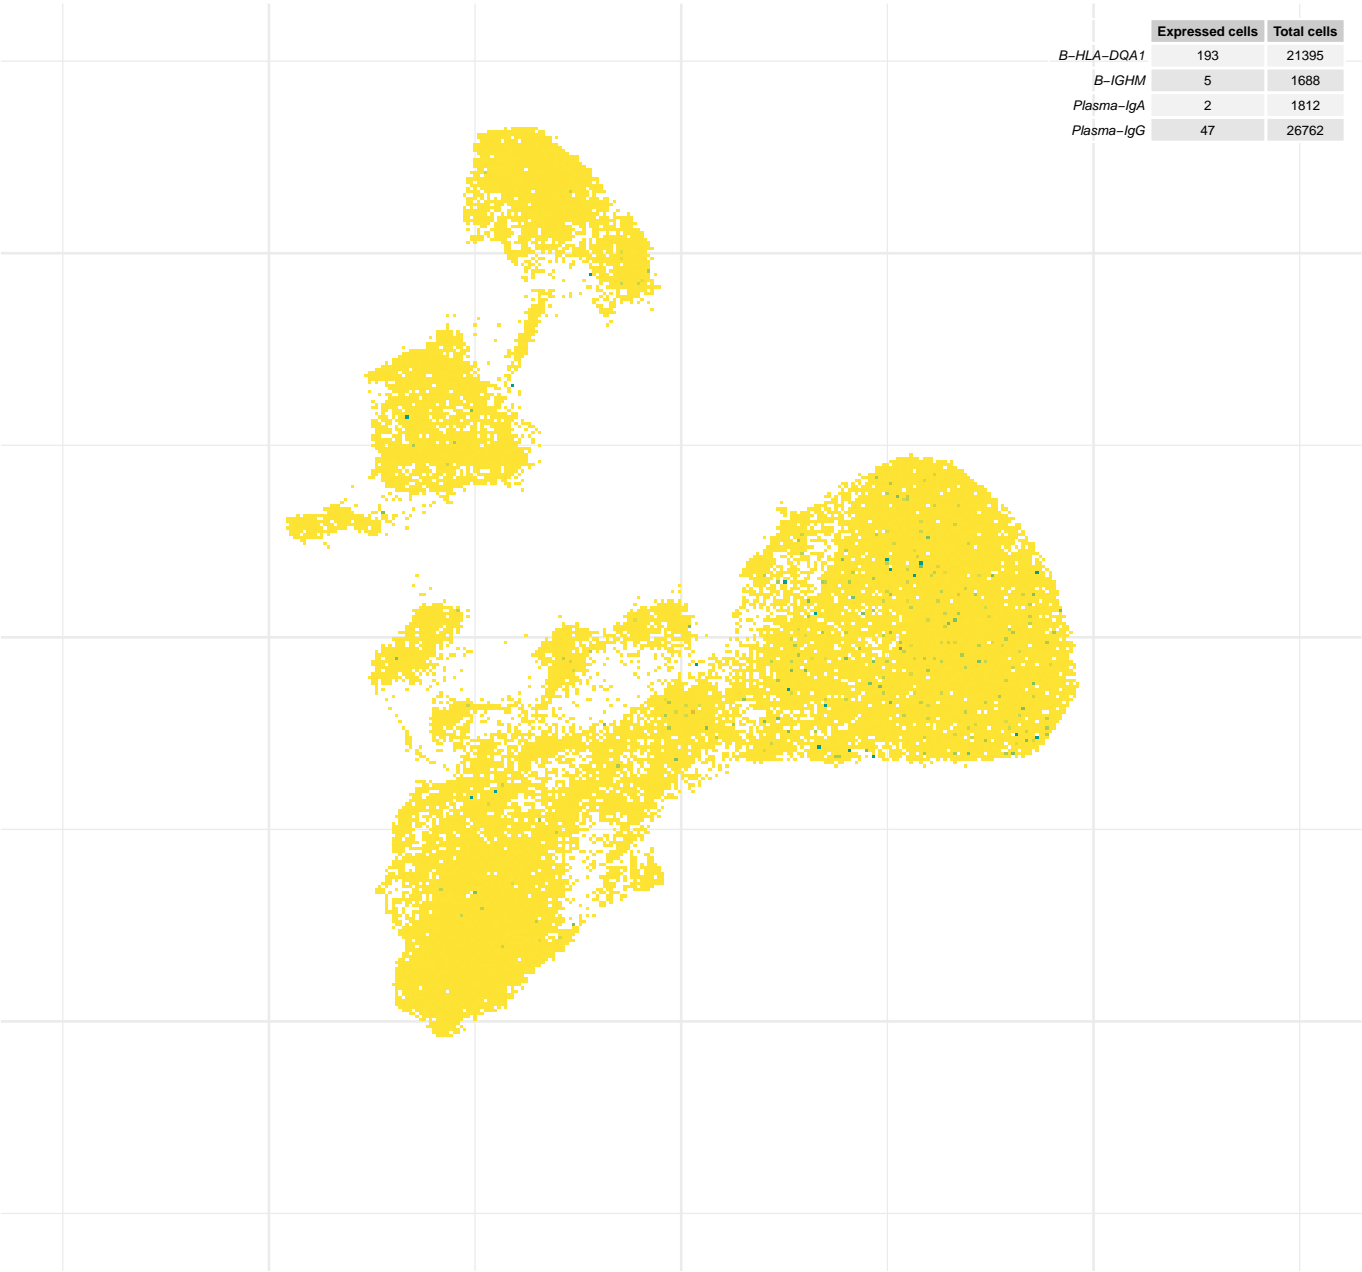 Expressed cells Total cells
B−HLA−DQA1 193 21395
B−IGHM 5 1688
Plasma−IgA 2 1812
Plasma−IgG 47 26762